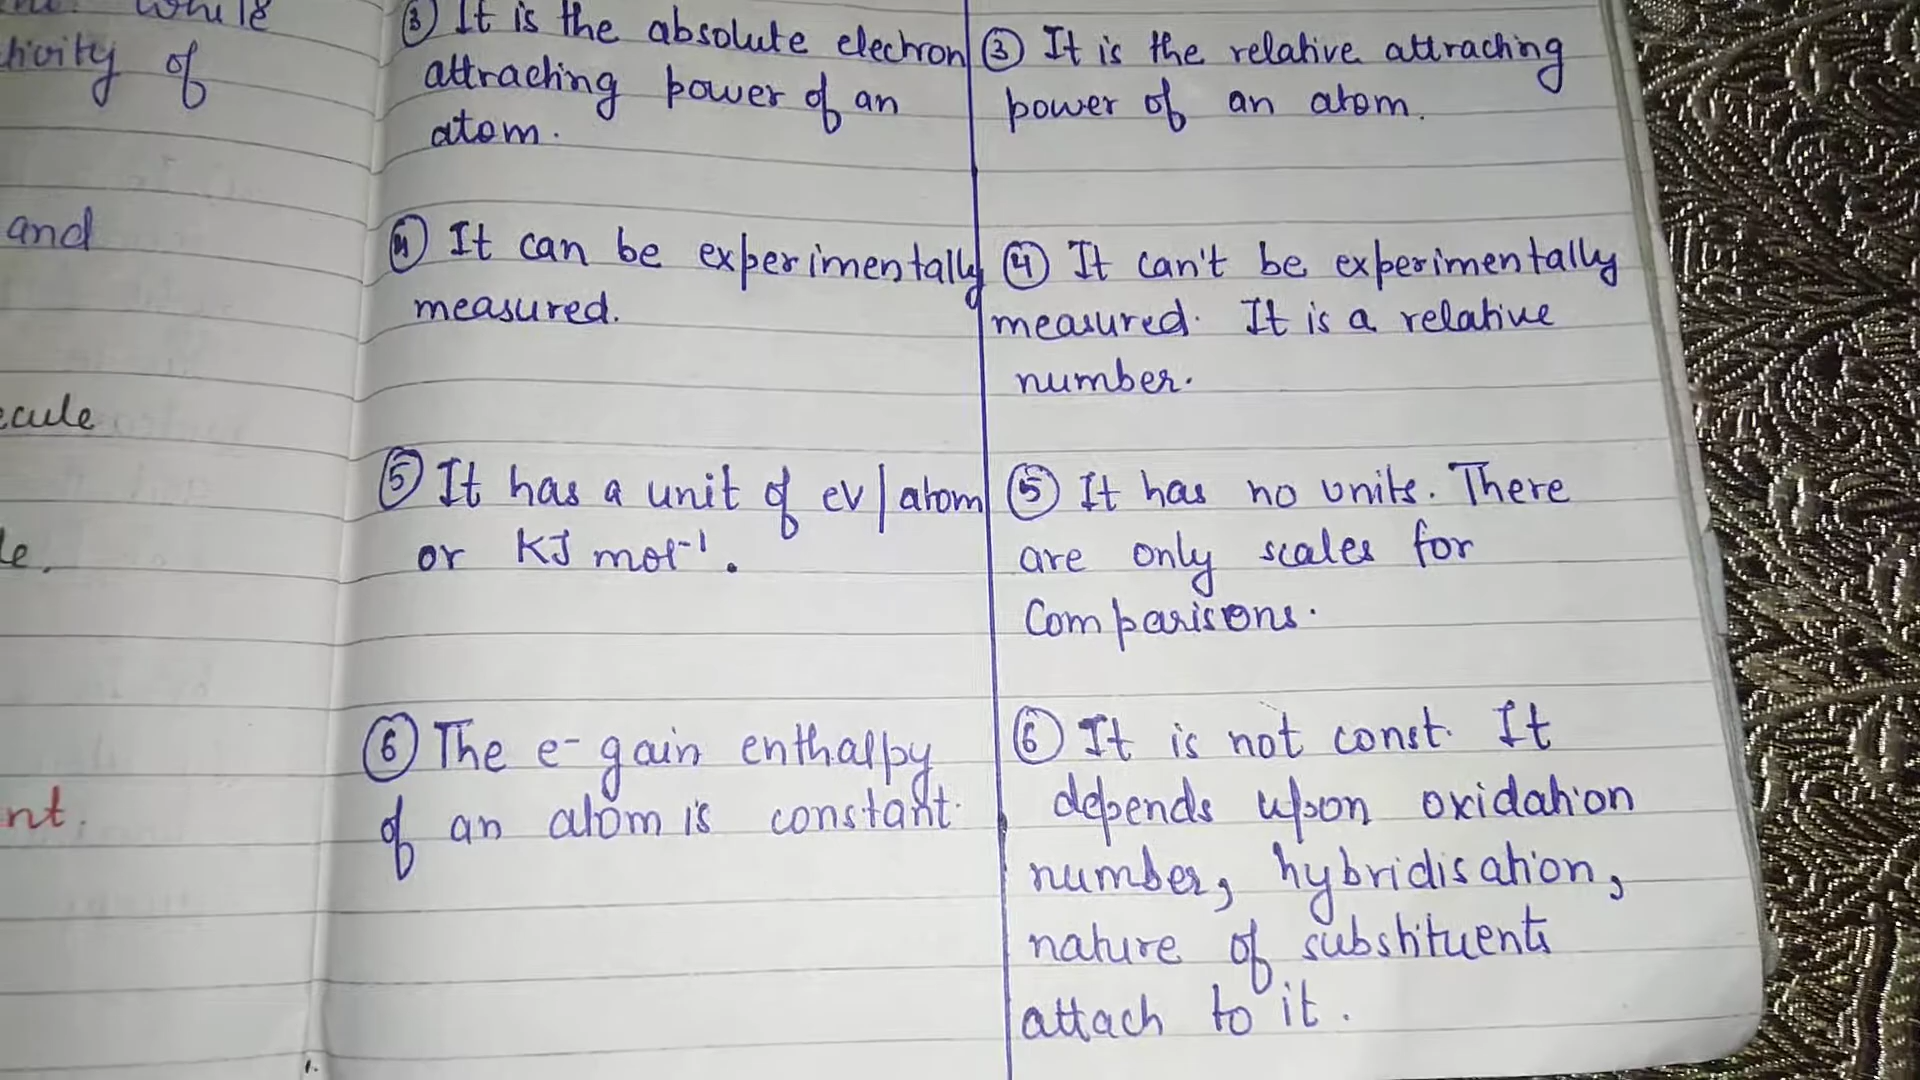 while
tivity of
and
ecule
le.
nt.
③ It is the absolute electron
attracting power of an
atom.
④ It can be experimentally
measured.
⑤ It has a unit of ev/atom
or KJ mol⁻¹.
⑥ The e⁻ gain enthalpy
of an atom is constant.
③ It is the relative attracting
power of an atom.
④ It can't be experimentally
measured. It is a relative
number.
⑤ It has no units. There
are only scales for
Comparisons.
⑥ It is not const. It
depends upon oxidation
number, hybridisation,
nature of substituents
attach to it.